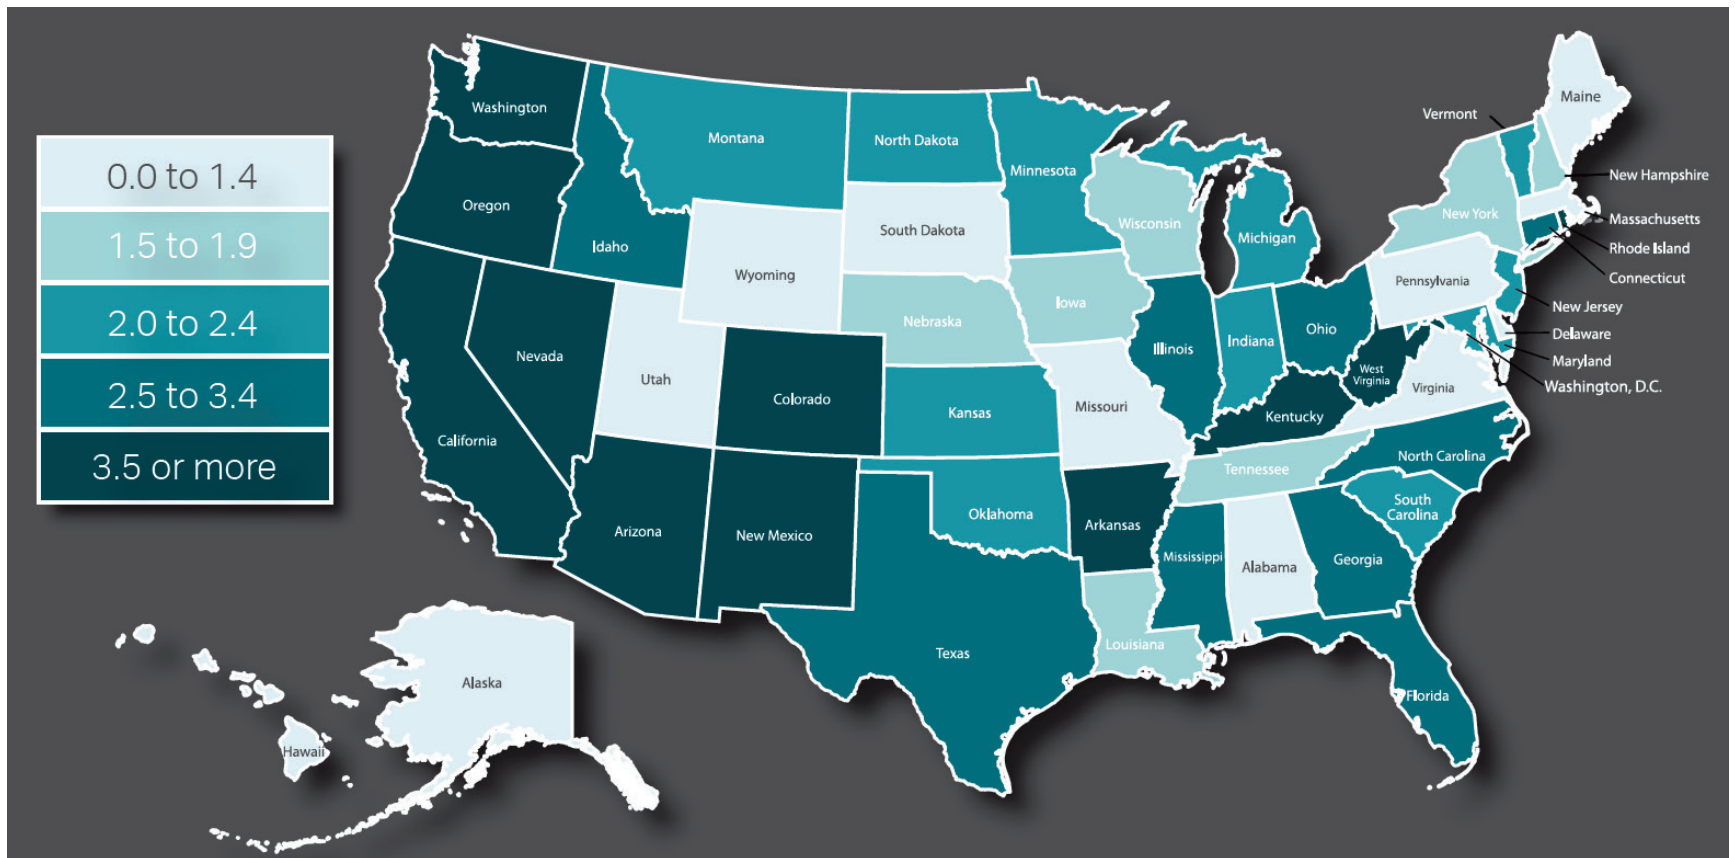 0.0 to 1.4
1.5 to 1.9
2.0 to 2.4
2.5 to 3.4
3.5 or more
Washington
Oregon
Idaho
Montana
North Dakota
Minnesota
Wisconsin
Michigan
South Dakota
Wyoming
Nebraska
Iowa
Illinois
Indiana
Ohio
Pennsylvania
New York
Vermont
Maine
New Hampshire
Massachusetts
Rhode Island
Connecticut
New Jersey
Delaware
Maryland
Washington, D.C.
West
Virginia
Virginia
Kentucky
Nevada
Utah
Colorado
Kansas
Missouri
California
Arizona
New Mexico
Oklahoma
Arkansas
Tennessee
North Carolina
South
Carolina
Georgia
Alabama
Mississippi
Louisiana
Texas
Florida
Alaska
Hawaii